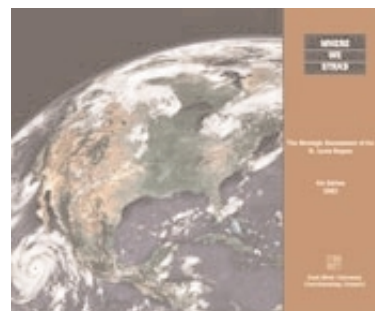 WHERE
WE
STAND
The Strategic Assessment of the
St. Louis Region
East-West Gateway
Coordinating Council